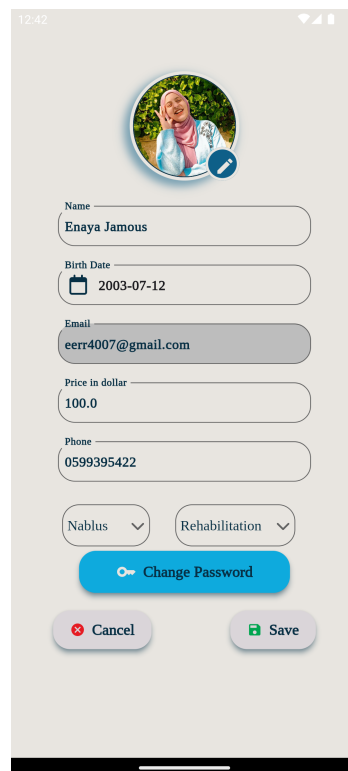 12:42
Name
Enaya Jamous
Birth Date
2003-07-12
Email
eerr4007@gmail.com
Price in dollar
100.0
Phone
0599395422
Nablus Rehabilitation
Change Password
Cancel Save